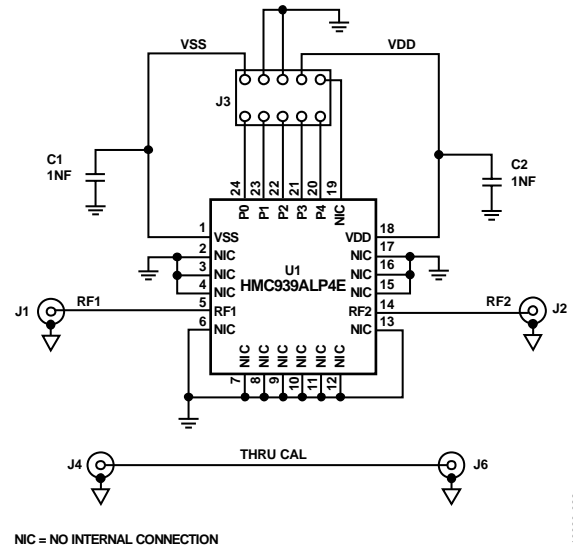 VSS
VDD
J3
C1
1NF
C2
1NF
24
23
22
21
20
19
P0
P1
P2
P3
P4
NIC
1
VSS
VDD
18
2
NIC
NIC
17
3
NIC
U1
NIC
16
4
NIC
HMC939ALP4E
NIC
15
J1
RF1
5
RF1
RF2
14
RF2
J2
6
NIC
NIC
13
NIC
NIC
NIC
NIC
NIC
NIC
7
8
9
10
11
12
J4
THRU CAL
J6
NIC = NO INTERNAL CONNECTION